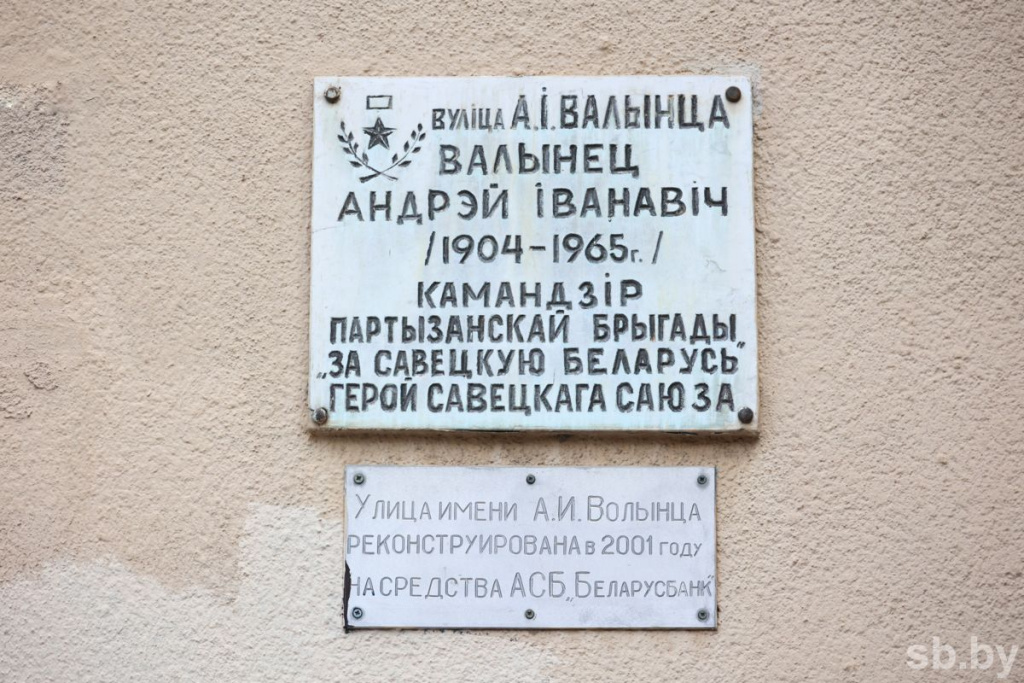 ВУЛІЦА А.І.ВАЛЫНЦА
ВАЛЫНЕЦ
АНДРЭЙ ІВАНАВІЧ
/1904-1965г./
КАМАНДЗІР
ПАРТЫЗАНСКАЙ БРЫГАДЫ
„ЗА САВЕЦКУЮ БЕЛАРУСЬ”
ГЕРОЙ САВЕЦКАГА САЮЗА
УЛИЦА ИМЕНИ А.И.ВОЛЫНЦА
РЕКОНСТРУИРОВАНА В 2001 ГОДУ
НА СРЕДСТВА АСБ „БЕЛАРУСБАНК”
sb.by